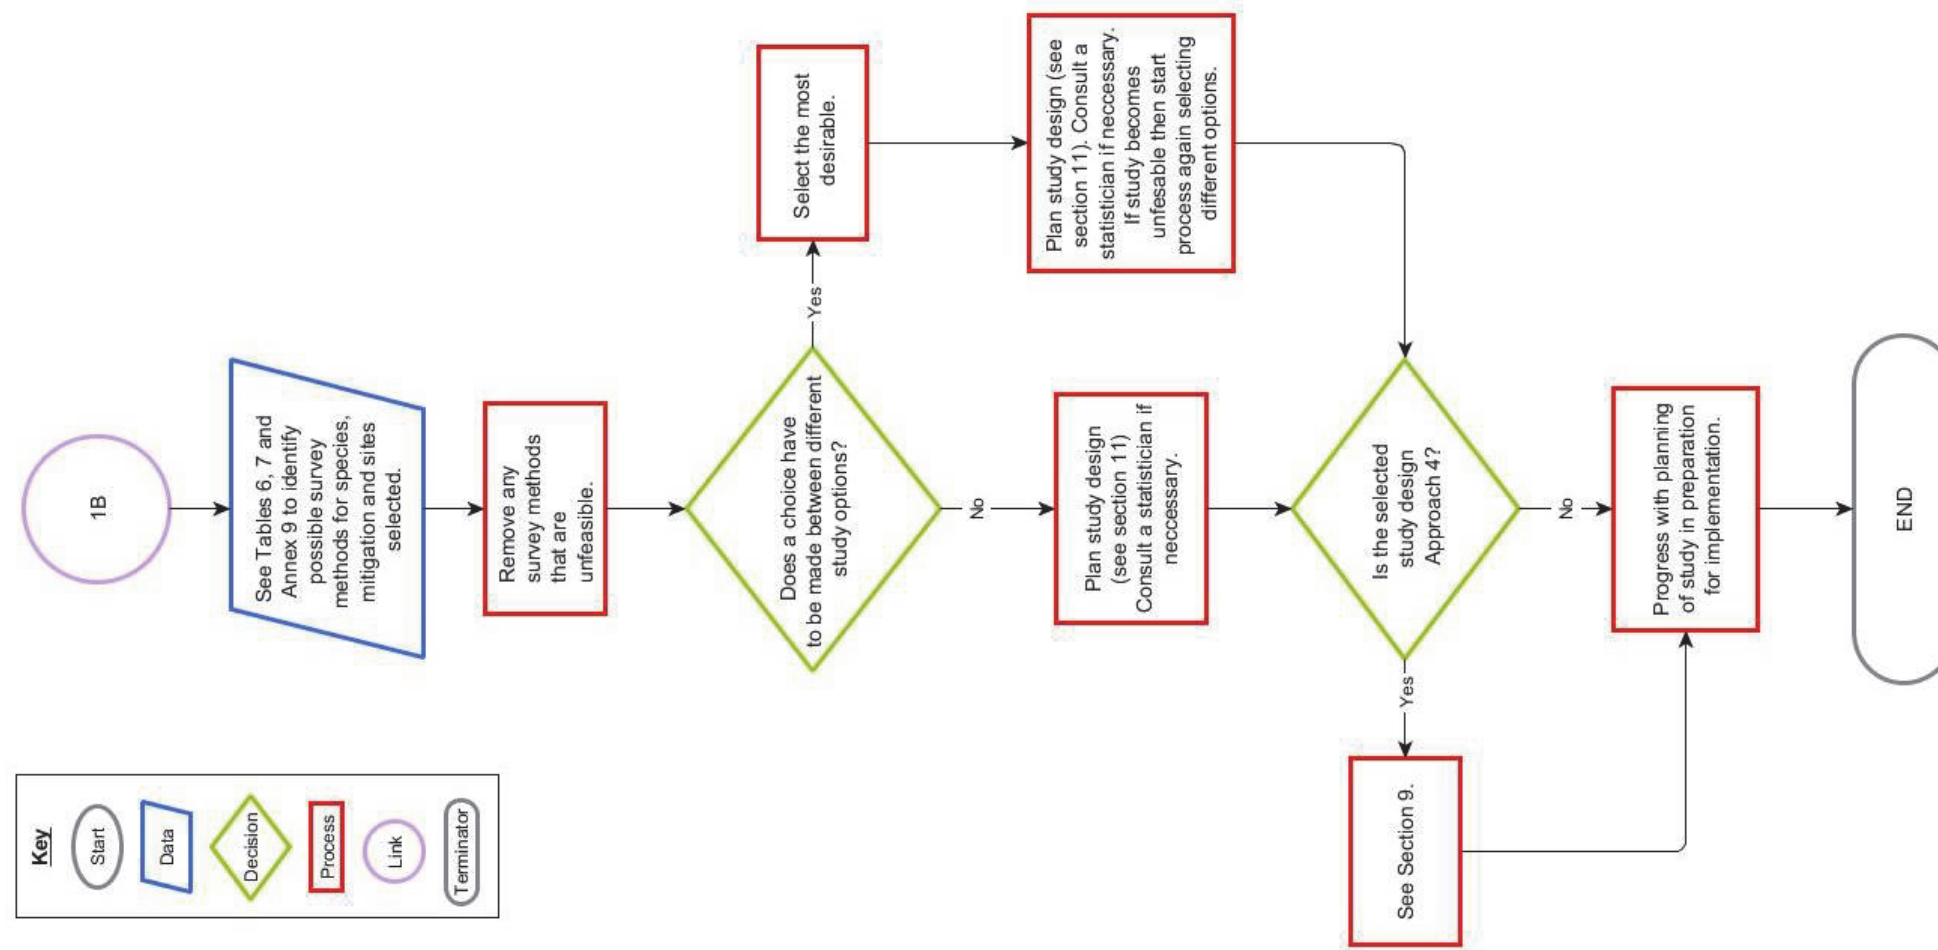 Key
Start
Data
Decision
Process
Link
Terminator
1B
See Tables 6, 7 and
Annex 9 to identify
possible survey
methods for species,
mitigation and sites
selected.
Remove any
survey methods
that are
unfeasible.
Does a choice have
to be made between different
study options?
Yes
Select the most
desirable.
Plan study design (see
section 11). Consult a
statistician if neccessary.
If study becomes
unfesable then start
process again selecting
different options.
No
Plan study design
(see section 11)
Consult a statistician if
neccessary.
Is the selected
study design
Approach 4?
Yes
See Section 9.
No
Progress with planning
of study in preparation
for implementation.
END